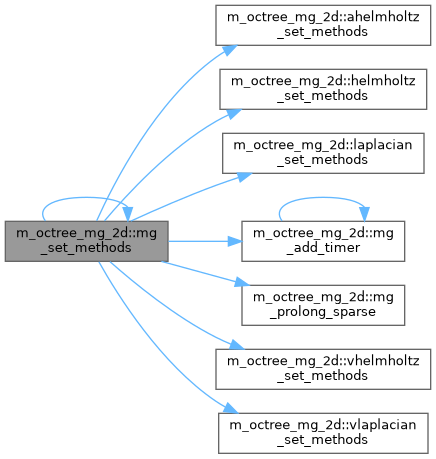 m_octree_mg_2d::mg
_set_methods
m_octree_mg_2d::ahelmholtz
_set_methods
m_octree_mg_2d::helmholtz
_set_methods
m_octree_mg_2d::laplacian
_set_methods
m_octree_mg_2d::mg
_add_timer
m_octree_mg_2d::mg
_prolong_sparse
m_octree_mg_2d::vhelmholtz
_set_methods
m_octree_mg_2d::vlaplacian
_set_methods